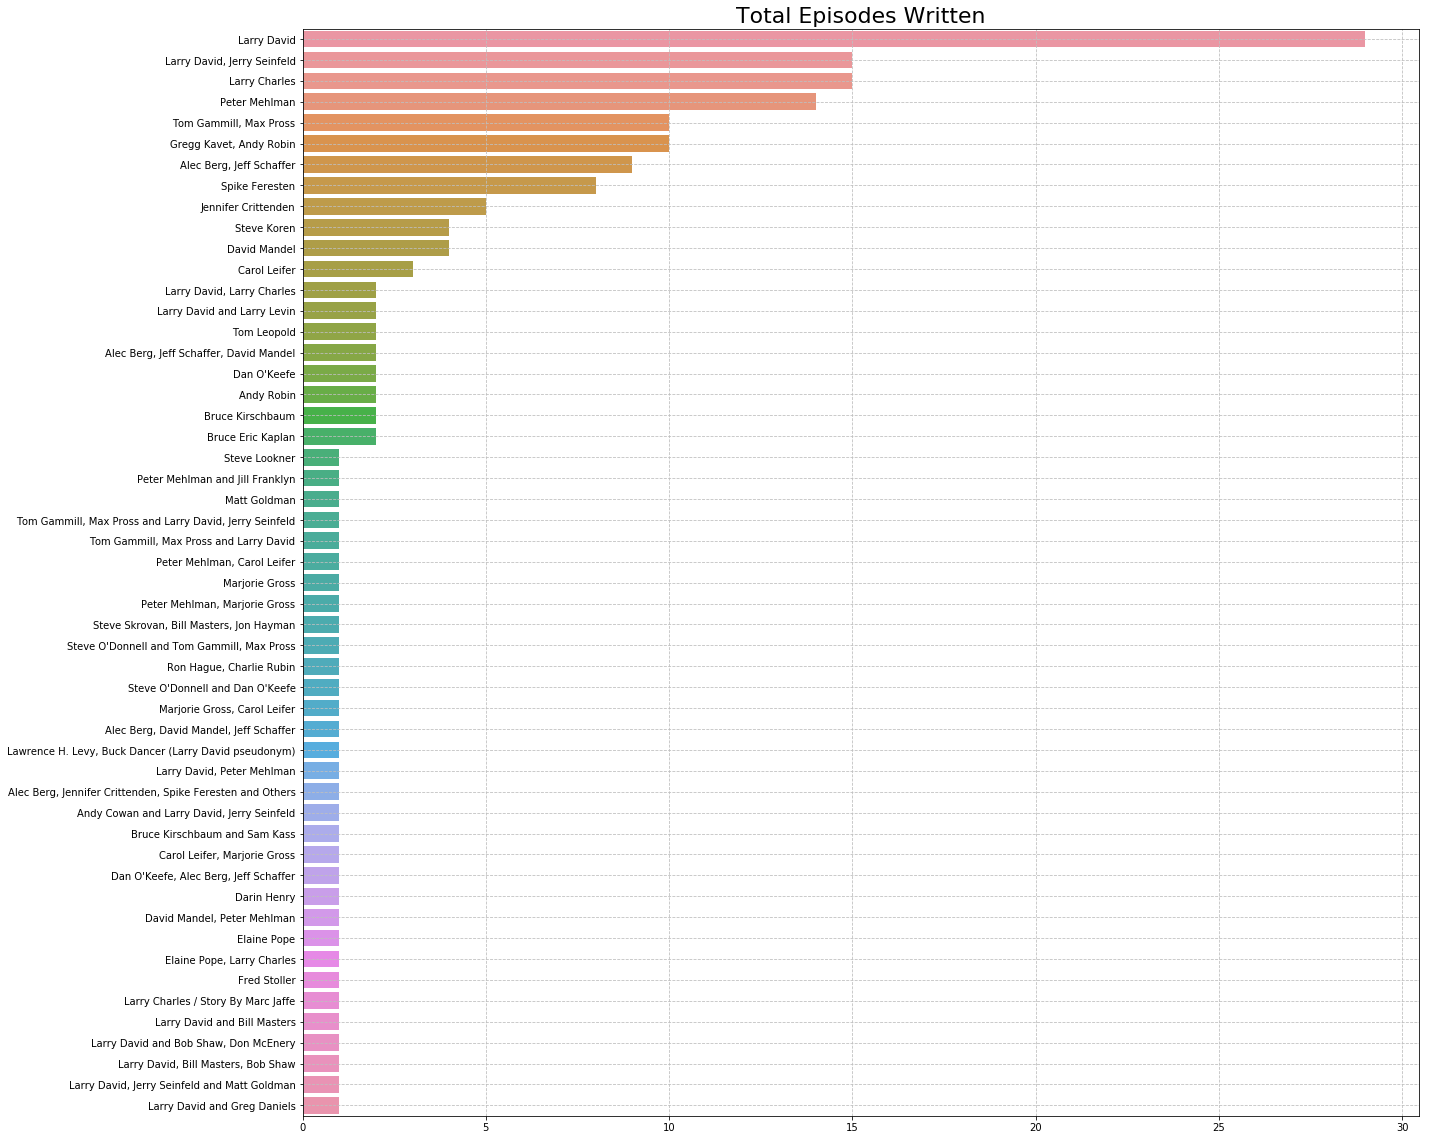 Total Episodes Written
Larry David
Larry David, Jerry Seinfeld
Larry Charles
Peter Mehlman
Tom Gammill, Max Pross
Gregg Kavet, Andy Robin
Alec Berg, Jeff Schaffer
Spike Feresten
Jennifer Crittenden
Steve Koren
David Mandel
Carol Leifer
Larry David, Larry Charles
Larry David and Larry Levin
Tom Leopold
Alec Berg, Jeff Schaffer, David Mandel
Dan O'Keefe
Andy Robin
Bruce Kirschbaum
Bruce Eric Kaplan
Steve Lookner
Peter Mehlman and Jill Franklyn
Matt Goldman
Tom Gammill, Max Pross and Larry David, Jerry Seinfeld
Tom Gammill, Max Pross and Larry David
Peter Mehlman, Carol Leifer
Marjorie Gross
Peter Mehlman, Marjorie Gross
Steve Skrovan, Bill Masters, Jon Hayman
Steve O'Donnell and Tom Gammill, Max Pross
Ron Hague, Charlie Rubin
Steve O'Donnell and Dan O'Keefe
Marjorie Gross, Carol Leifer
Alec Berg, David Mandel, Jeff Schaffer
Lawrence H. Levy, Buck Dancer (Larry David pseudonym)
Larry David, Peter Mehlman
Alec Berg, Jennifer Crittenden, Spike Feresten and Others
Andy Cowan and Larry David, Jerry Seinfeld
Bruce Kirschbaum and Sam Kass
Carol Leifer, Marjorie Gross
Dan O'Keefe, Alec Berg, Jeff Schaffer
Darin Henry
David Mandel, Peter Mehlman
Elaine Pope
Elaine Pope, Larry Charles
Fred Stoller
Larry Charles / Story By Marc Jaffe
Larry David and Bill Masters
Larry David and Bob Shaw, Don McEnery
Larry David, Bill Masters, Bob Shaw
Larry David, Jerry Seinfeld and Matt Goldman
Larry David and Greg Daniels
0 5 10 15 20 25 30